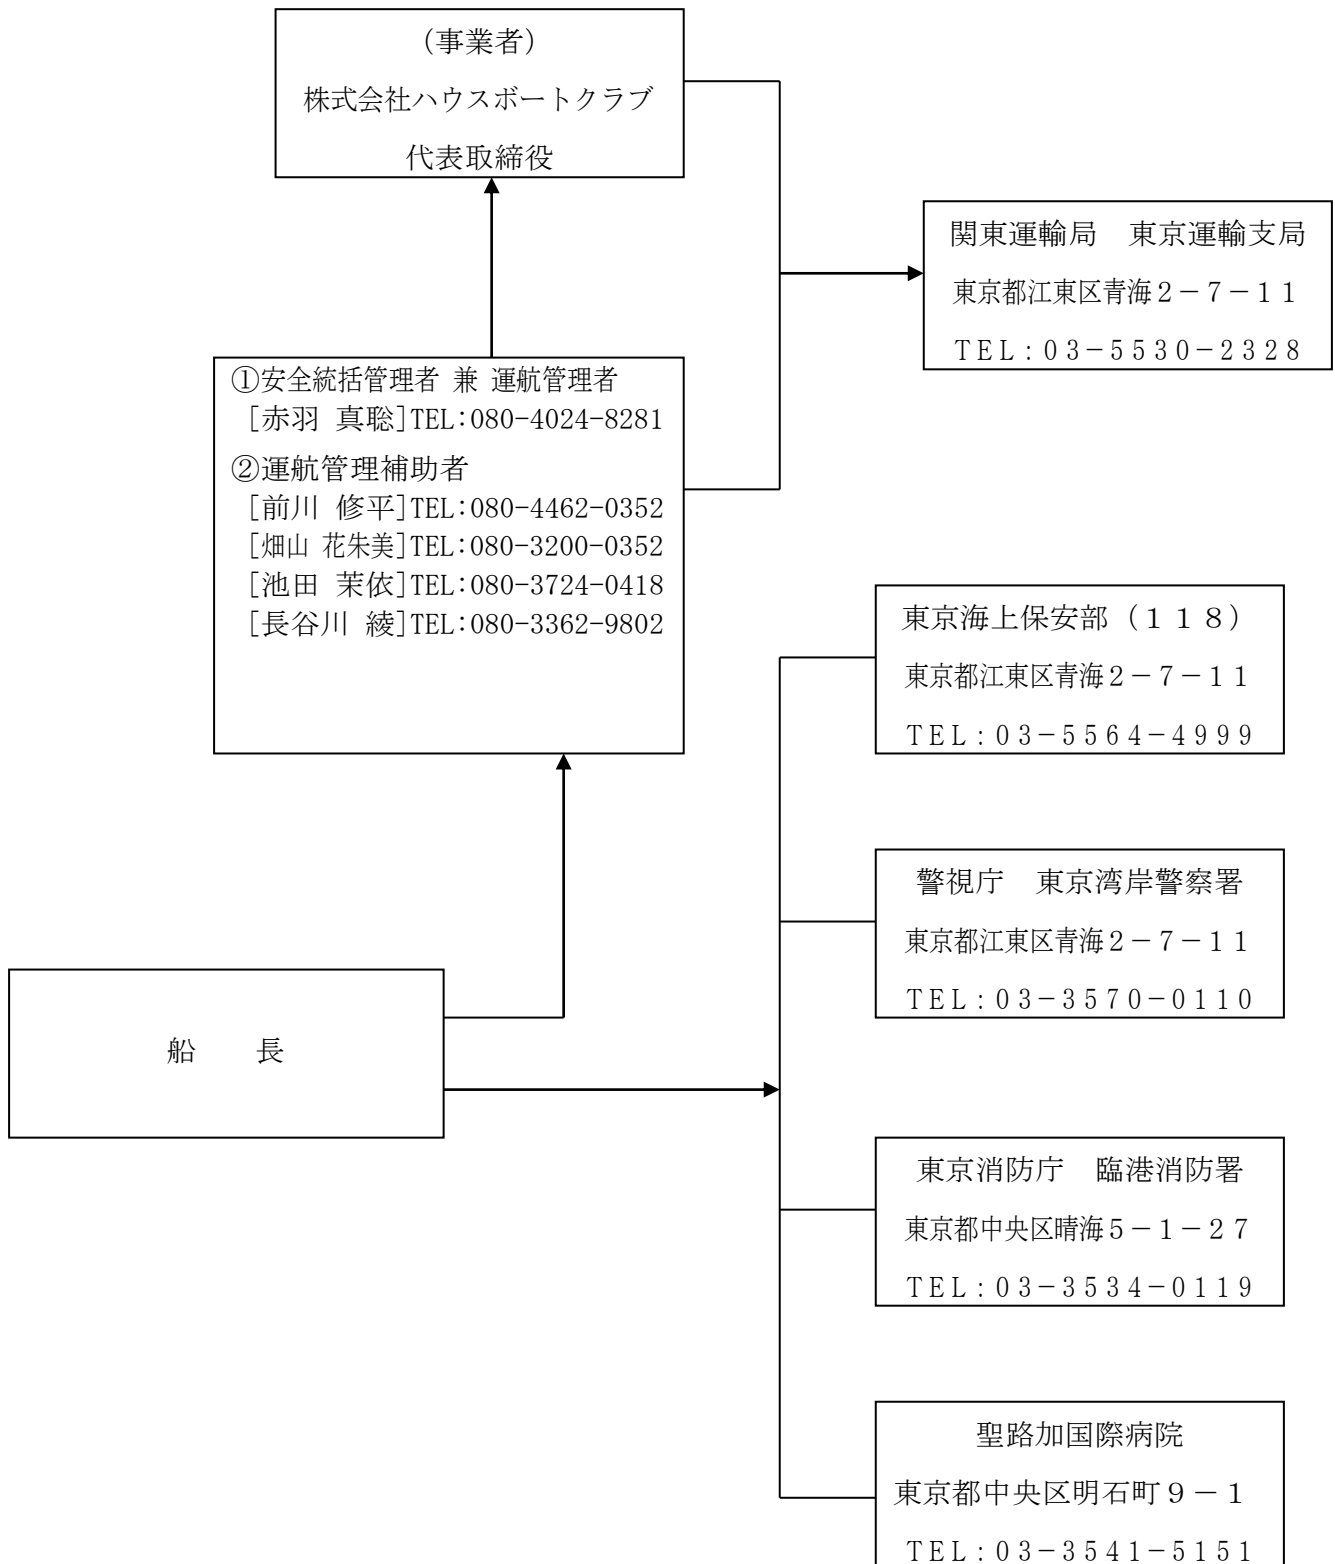 （事業者）
株式会社ハウスボートクラブ
代表取締役
関東運輸局　東京運輸支局
東京都江東区青海２－７－１１
TEL:０３－５５３０－２３２８
①安全統括管理者 兼 運航管理者
[赤羽 真聡]TEL:080-4024-8281
②運航管理補助者
[前川 修平]TEL:080-4462-0352
[畑山 花朱美]TEL:080-3200-0352
[池田 茉依]TEL:080-3724-0418
[長谷川 綾]TEL:080-3362-9802
東京海上保安部（１１８）
東京都江東区青海２－７－１１
TEL:０３－５５６４－４９９９
警視庁　東京湾岸警察署
東京都江東区青海２－７－１１
TEL:０３－３５７０－０１１０
船　　長
東京消防庁　臨港消防署
東京都中央区晴海５－１－２７
TEL:０３－３５３４－０１１９
聖路加国際病院
東京都中央区明石町９－１
TEL:０３－３５４１－５１５１